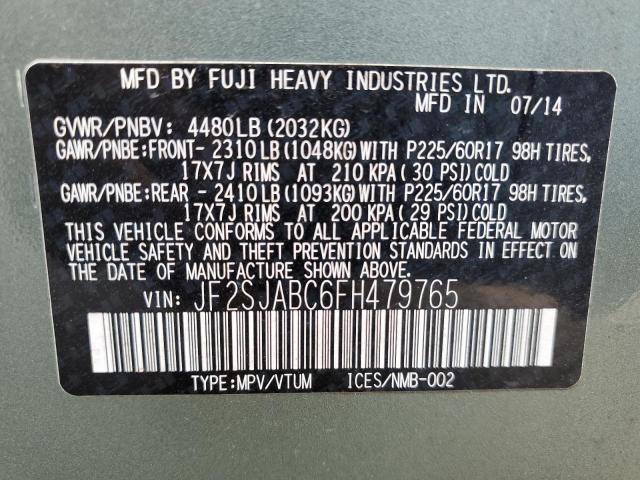 MFD BY FUJI HEAVY INDUSTRIES LTD.
MFD IN 07/14
GVWR/PNBV: 4480LB (2032KG)
GAWR/PNBE:FRONT- 2310LB (1048KG) WITH P225/60R17 98H TIRES,
17X7J RIMS AT 210 KPA ( 30 PSI) COLD
GAWR/PNBE:REAR - 2410LB (1093KG) WITH P225/60R17 98H TIRES,
17X7J RIMS AT 200 KPA ( 29 PSI) COLD
THIS VEHICLE CONFORMS TO ALL APPLICABLE FEDERAL MOTOR
VEHICLE SAFETY AND THEFT PREVENTION STANDARDS IN EFFECT ON
THE DATE OF MANUFACTURE SHOWN ABOVE.
VIN: JF2SJABC6FH479765
TYPE:MPV/VTUM ICES/NMB-002